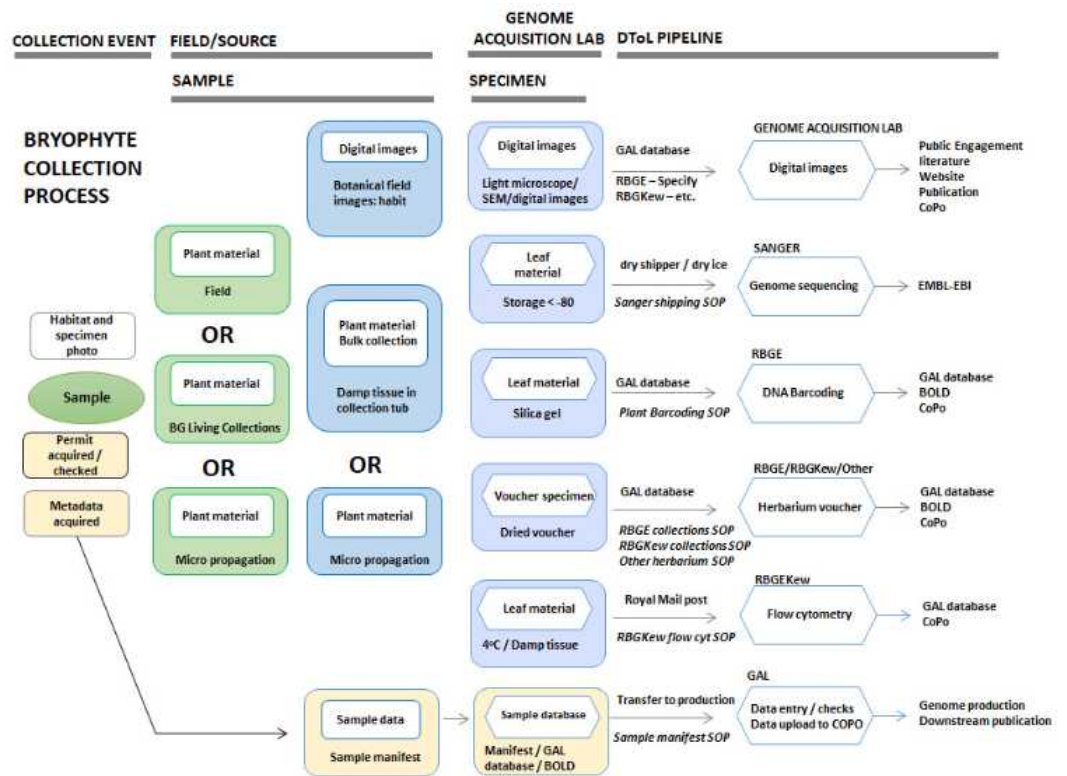 COLLECTION EVENT
FIELD/SOURCE
GENOME
ACQUISITION LAB
DToL PIPELINE
SAMPLE
SPECIMEN
BRYOPHYTE
COLLECTION
PROCESS
Habitat and
specimen
photo
Sample
Permit
acquired /
checked
Metadata
acquired
Plant material
Field
OR
Plant material
BG Living Collections
OR
Plant material
Micro propagation
Digital images
Botanical field
images: habit
Plant material
Bulk collection
Damp tissue in
collection tub
OR
Plant material
Micro propagation
Sample data
Sample manifest
Digital images
Light microscope/
SEM/digital images
GAL database
RBGE – Specify
RBGKew – etc.
GENOME ACQUISITION LAB
Digital images
Public Engagement
literature
Website
Publication
CoPo
Leaf
material
Storage < -80
dry shipper / dry ice
Sanger shipping SOP
SANGER
Genome sequencing
EMBL-EBI
Leaf material
Silica gel
GAL database
Plant Barcoding SOP
RBGE
DNA Barcoding
GAL database
BOLD
CoPo
Voucher specimen
Dried voucher
GAL database
RBGE collections SOP
RBGKew collections SOP
Other herbarium SOP
RBGE/RBGKew/Other
Herbarium voucher
GAL database
BOLD
CoPo
Leaf material
4ºC / Damp tissue
Royal Mail post
RBGKew flow cyt SOP
RBGEKew
Flow cytometry
GAL database
CoPo
Sample database
Manifest / GAL
database / BOLD
Transfer to production
Sample manifest SOP
GAL
Data entry / checks
Data upload to COPO
Genome production
Downstream publication